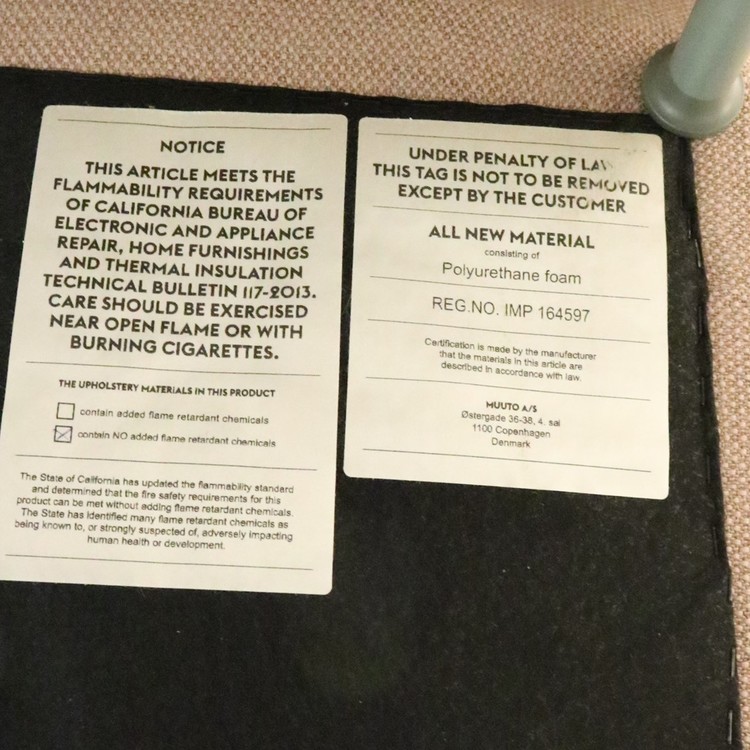 NOTICE
THIS ARTICLE MEETS THE
FLAMMABILITY REQUIREMENTS
OF CALIFORNIA BUREAU OF
ELECTRONIC AND APPLIANCE
REPAIR, HOME FURNISHINGS
AND THERMAL INSULATION
TECHNICAL BULLETIN 117-2013.
CARE SHOULD BE EXERCISED
NEAR OPEN FLAME OR WITH
BURNING CIGARETTES.
THE UPHOLSTERY MATERIALS IN THIS PRODUCT
contain added flame retardant chemicals
contain NO added flame retardant chemicals
The State of California has updated the flammability standard
and determined that the fire safety requirements for this
product can be met without adding flame retardant chemicals.
The State has identified many flame retardant chemicals as
being known to, or strongly suspected of, adversely impacting
human health or development.
UNDER PENALTY OF LAW
THIS TAG IS NOT TO BE REMOVED
EXCEPT BY THE CUSTOMER
ALL NEW MATERIAL
consisting of
Polyurethane foam
REG.NO. IMP 164597
Certification is made by the manufacturer
that the materials in this article are
described in accordance with law.
MUUTO A/S
Østergade 36-38, 4. sal
1100 Copenhagen
Denmark